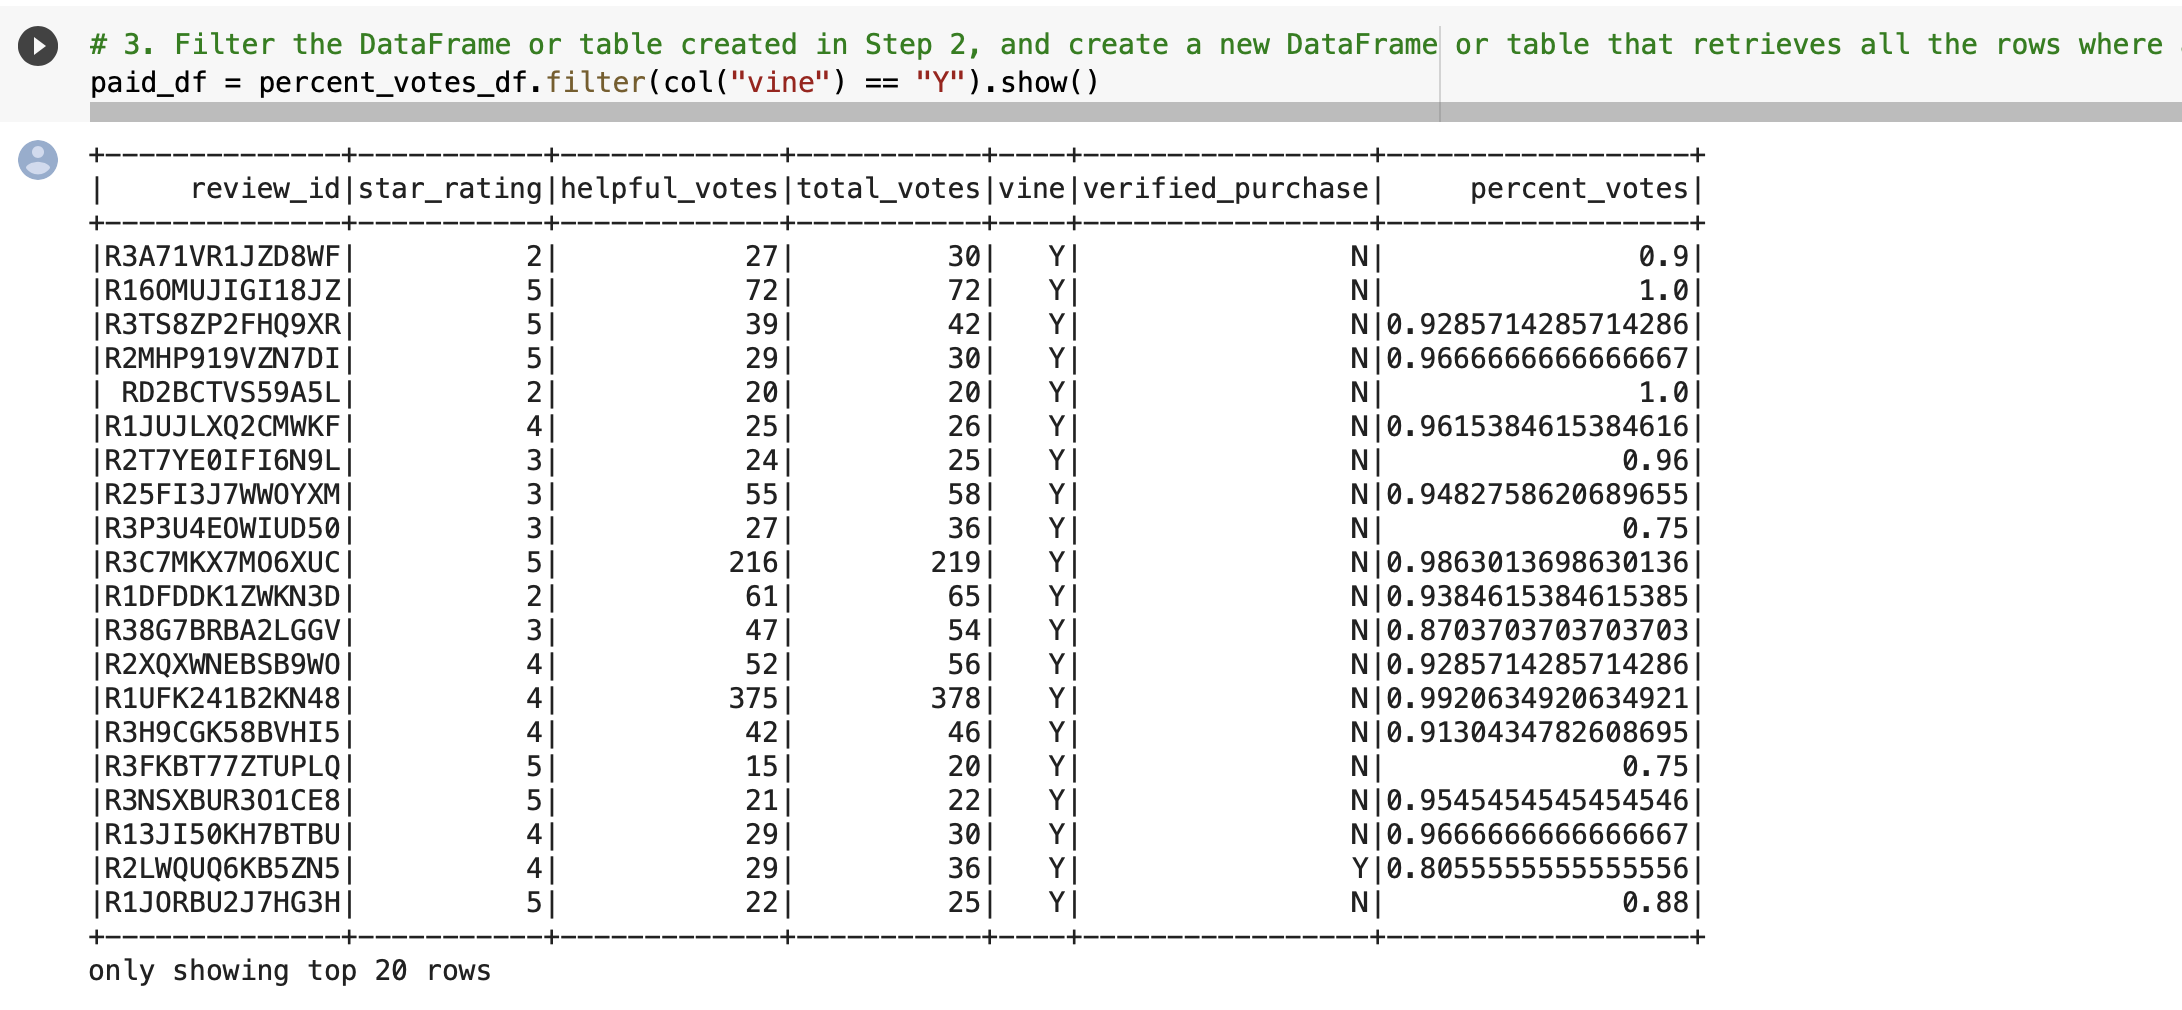 # 3. Filter the DataFrame or table created in Step 2, and create a new DataFrame or table that retrieves all the rows where
paid_df = percent_votes_df.filter(col("vine") == "Y").show()
+--------------+-----------+-------------+-----------+----+-----------------+------------------+
|     review_id|star_rating|helpful_votes|total_votes|vine|verified_purchase|     percent_votes|
+--------------+-----------+-------------+-----------+----+-----------------+------------------+
|R3A71VR1JZD8WF|          2|           27|         30|   Y|                N|               0.9|
|R16OMUJIGI18JZ|          5|           72|         72|   Y|                N|               1.0|
|R3TS8ZP2FHQ9XR|          5|           39|         42|   Y|                N|0.9285714285714286|
|R2MHP919VZN7DI|          5|           29|         30|   Y|                N|0.9666666666666667|
| RD2BCTVS59A5L|          2|           20|         20|   Y|                N|               1.0|
|R1JUJLXQ2CMWKF|          4|           25|         26|   Y|                N|0.9615384615384616|
|R2T7YE0IFI6N9L|          3|           24|         25|   Y|                N|              0.96|
|R25FI3J7WWOYXM|          3|           55|         58|   Y|                N|0.9482758620689655|
|R3P3U4EOWIUD50|          3|           27|         36|   Y|                N|              0.75|
|R3C7MKX7MO6XUC|          5|          216|        219|   Y|                N|0.9863013698630136|
|R1DFDDK1ZWKN3D|          2|           61|         65|   Y|                N|0.9384615384615385|
|R38G7BRBA2LGGV|          3|           47|         54|   Y|                N|0.8703703703703703|
|R2XQXWNEBSB9WO|          4|           52|         56|   Y|                N|0.9285714285714286|
|R1UFK241B2KN48|          4|          375|        378|   Y|                N|0.9920634920634921|
|R3H9CGK58BVHI5|          4|           42|         46|   Y|                N|0.9130434782608695|
|R3FKBT77ZTUPLQ|          5|           15|         20|   Y|                N|              0.75|
|R3NSXBUR3O1CE8|          5|           21|         22|   Y|                N|0.9545454545454546|
|R13JI50KH7BTBU|          4|           29|         30|   Y|                N|0.9666666666666667|
|R2LWQUQ6KB5ZN5|          4|           29|         36|   Y|                Y|0.8055555555555556|
|R1JORBU2J7HG3H|          5|           22|         25|   Y|                N|              0.88|
+--------------+-----------+-------------+-----------+----+-----------------+------------------+
only showing top 20 rows